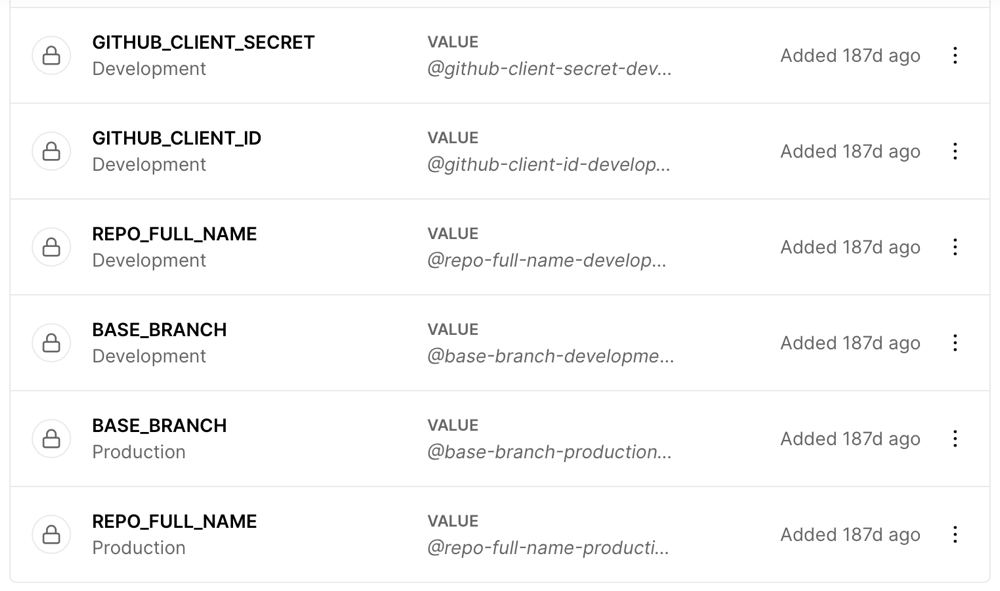 GITHUB_CLIENT_SECRET
Development
VALUE
@github-client-secret-dev...
Added 187d ago
GITHUB_CLIENT_ID
Development
VALUE
@github-client-id-develop...
Added 187d ago
REPO_FULL_NAME
Development
VALUE
@repo-full-name-develop...
Added 187d ago
BASE_BRANCH
Development
VALUE
@base-branch-developme...
Added 187d ago
BASE_BRANCH
Production
VALUE
@base-branch-production...
Added 187d ago
REPO_FULL_NAME
Production
VALUE
@repo-full-name-producti...
Added 187d ago